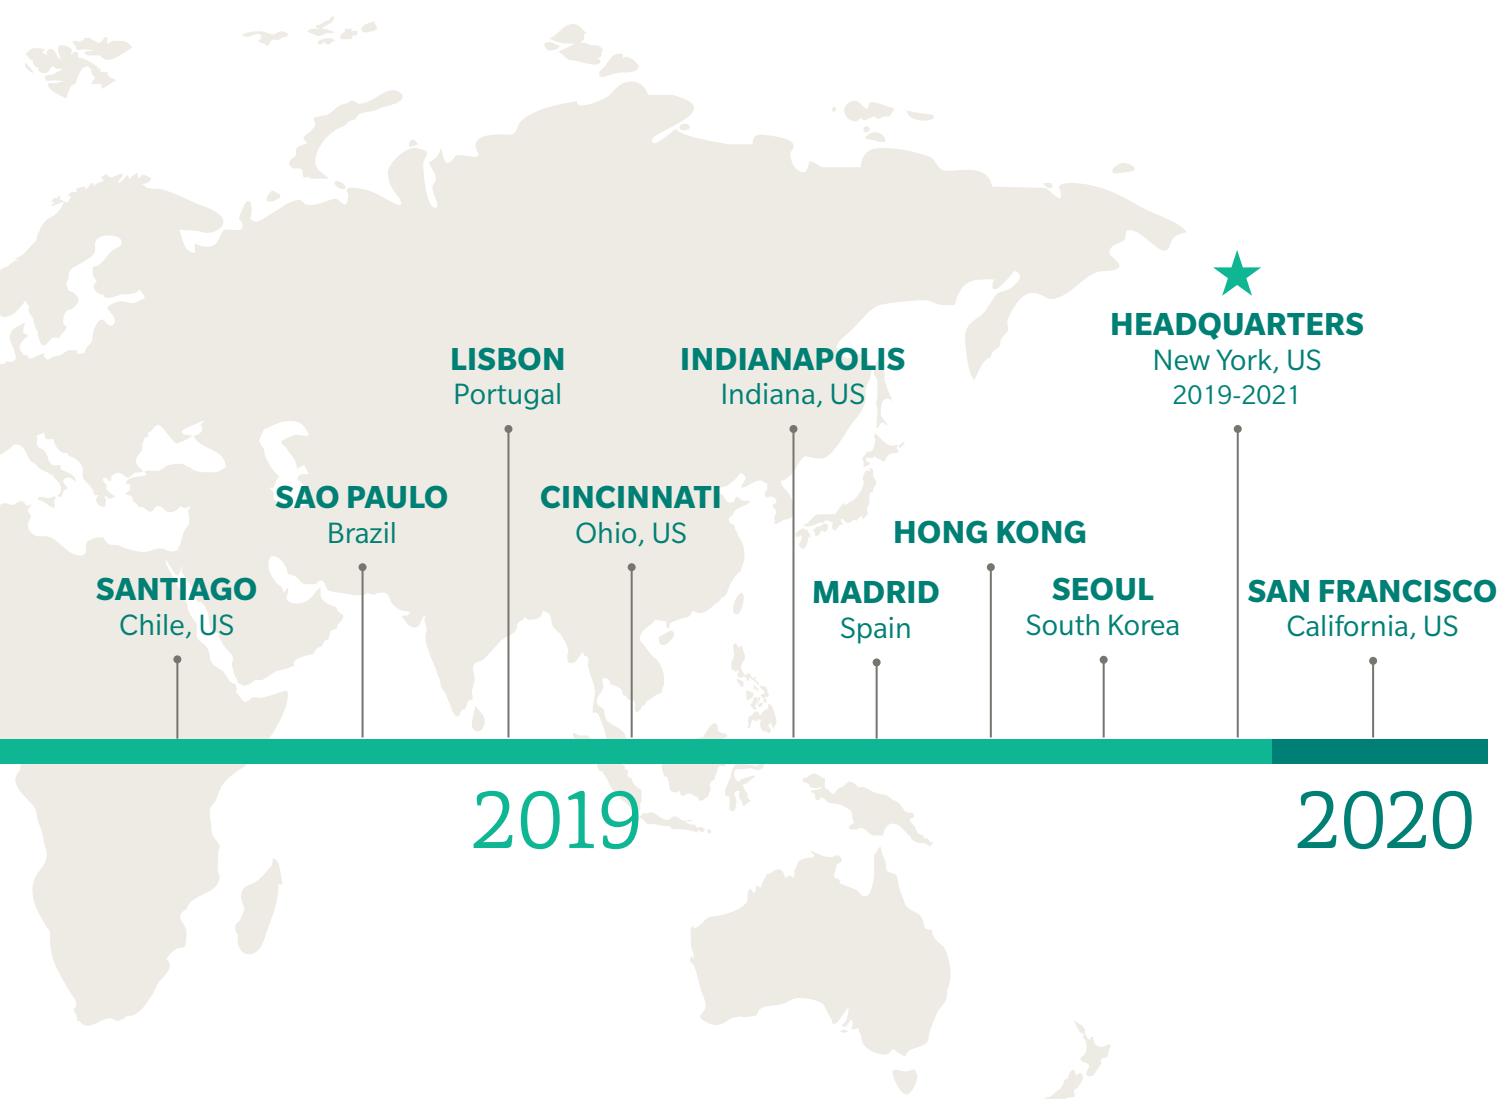 HEADQUARTERS
New York, US
2019-2021
LISBON
Portugal
INDIANAPOLIS
Indiana, US
SAO PAULO
Brazil
CINCINNATI
Ohio, US
HONG KONG
SANTIAGO
Chile, US
MADRID
Spain
SEOUL
South Korea
SAN FRANCISCO
California, US
2019
2020